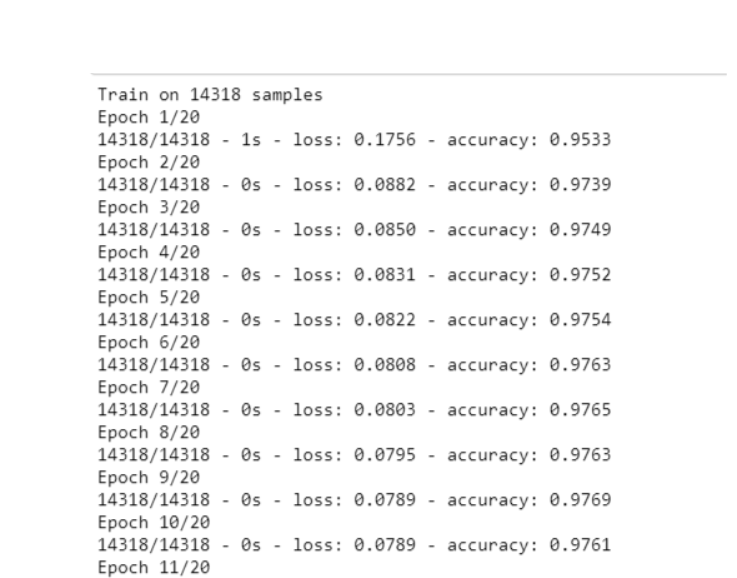 Train on 14318 samples
Epoch 1/20
14318/14318 - 1s - loss: 0.1756 - accuracy: 0.9533
Epoch 2/20
14318/14318 - 0s - loss: 0.0882 - accuracy: 0.9739
Epoch 3/20
14318/14318 - 0s - loss: 0.0850 - accuracy: 0.9749
Epoch 4/20
14318/14318 - 0s - loss: 0.0831 - accuracy: 0.9752
Epoch 5/20
14318/14318 - 0s - loss: 0.0822 - accuracy: 0.9754
Epoch 6/20
14318/14318 - 0s - loss: 0.0808 - accuracy: 0.9763
Epoch 7/20
14318/14318 - 0s - loss: 0.0803 - accuracy: 0.9765
Epoch 8/20
14318/14318 - 0s - loss: 0.0795 - accuracy: 0.9763
Epoch 9/20
14318/14318 - 0s - loss: 0.0789 - accuracy: 0.9769
Epoch 10/20
14318/14318 - 0s - loss: 0.0789 - accuracy: 0.9761
Epoch 11/20